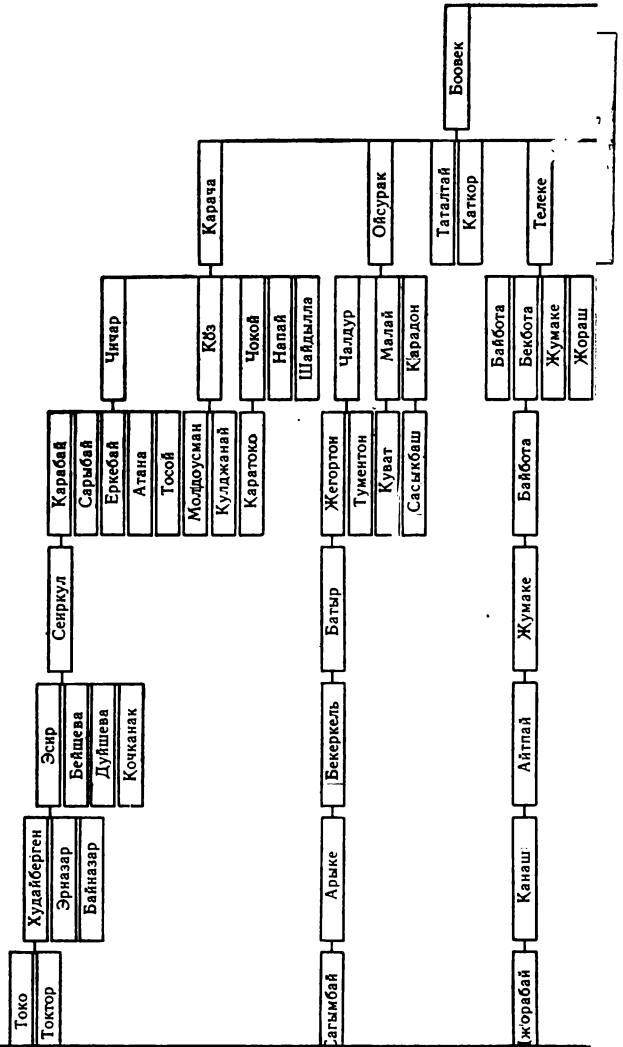 Боовек
Карача
Ойсурак
Таталтай
Каткор
Телеке
Чичар
Көз
Чокой
Напай
Шайдылла
Чалдур
Малай
Карадон
Байбота
Бекбота
Жумаке
Жораш
Карабай
Сарыбай
Еркебай
Атана
Тосой
Молдоусман
Кулджанай
Каратоко
Жегортон
Тументон
Куват
Сасыкбаш
Байбота
Сеиркул
Батыр
Жумаке
Эсир
Бейшева
Дуйшева
Кочканак
Бекеркель
Айтпай
Худайберген
Эрназар
Байназар
Арыке
Канаш
Токо
Токтор
Сагымбай